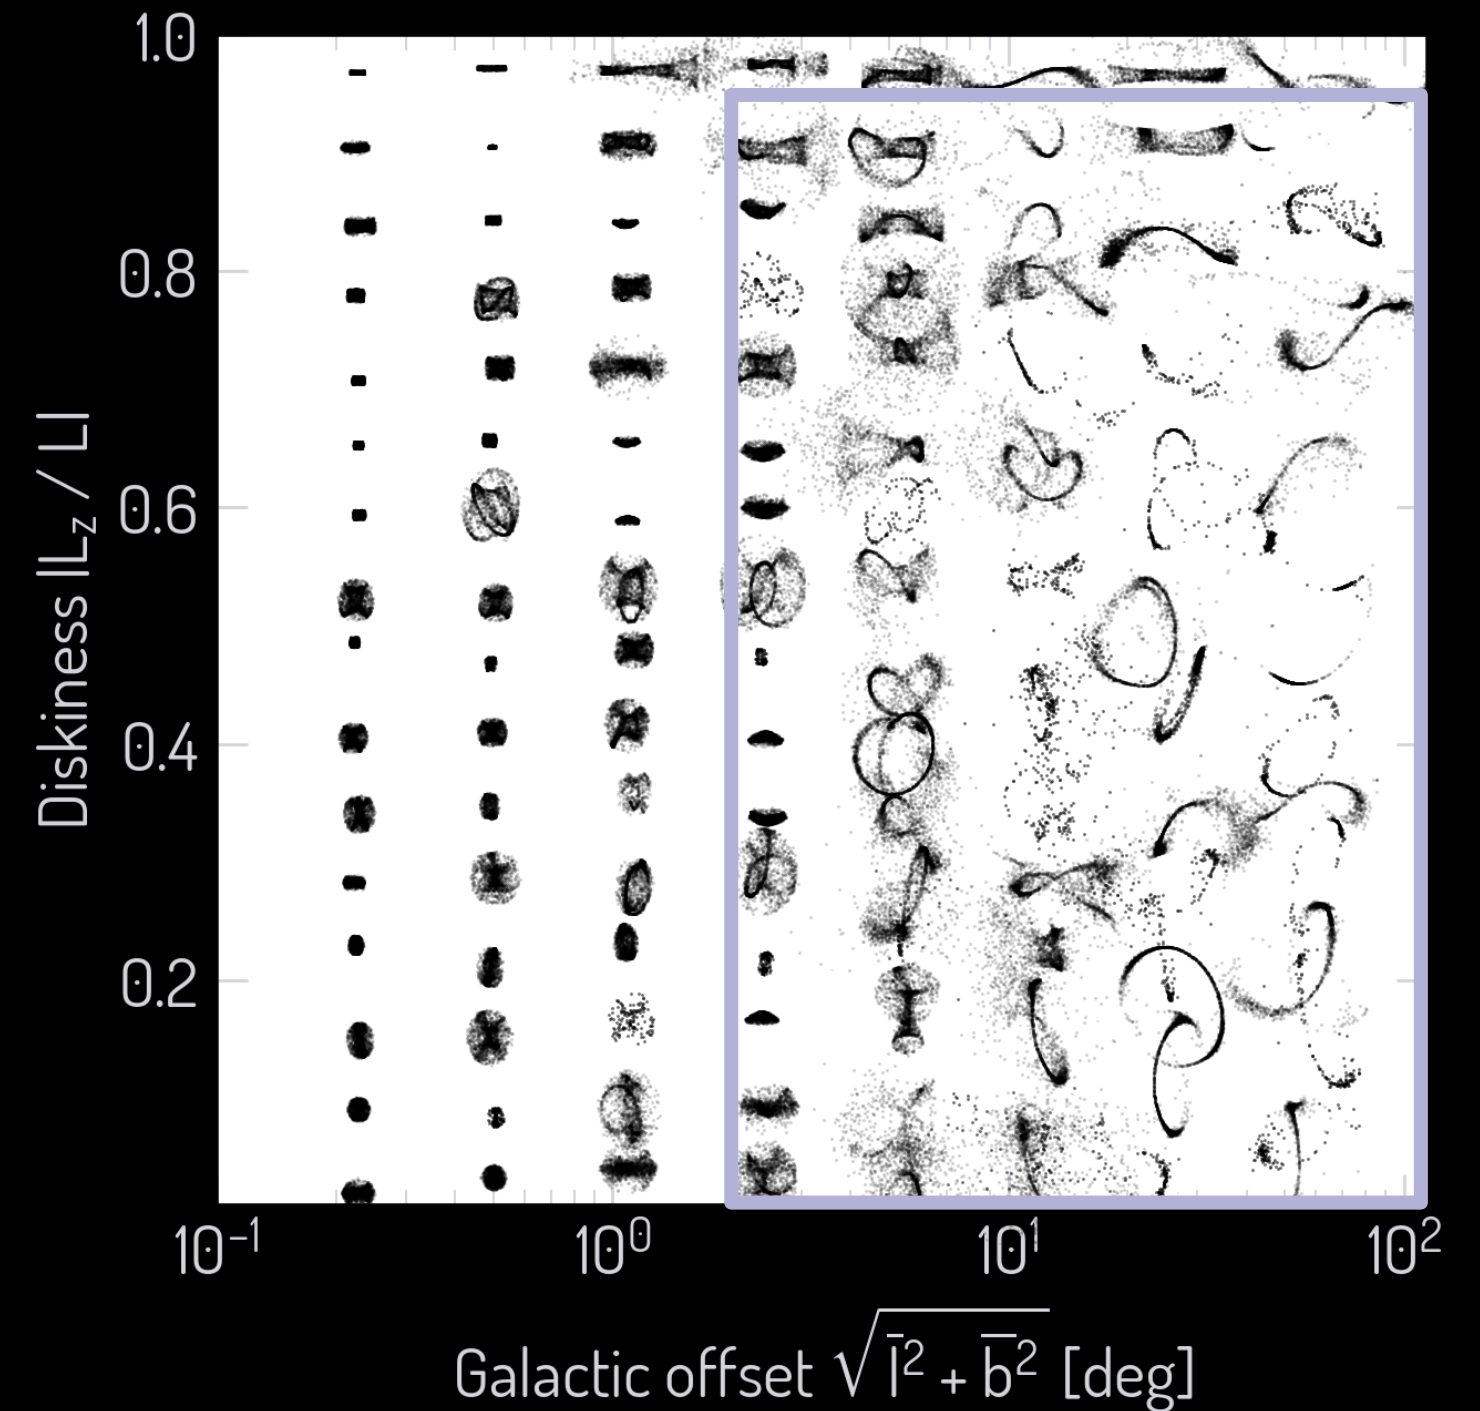 1.0
0.8
0.6
0.4
0.2
Diskiness |L_z / L|
10^-1 10^0 10^1 10^2
Galactic offset √ l̅² + b̅² [deg]